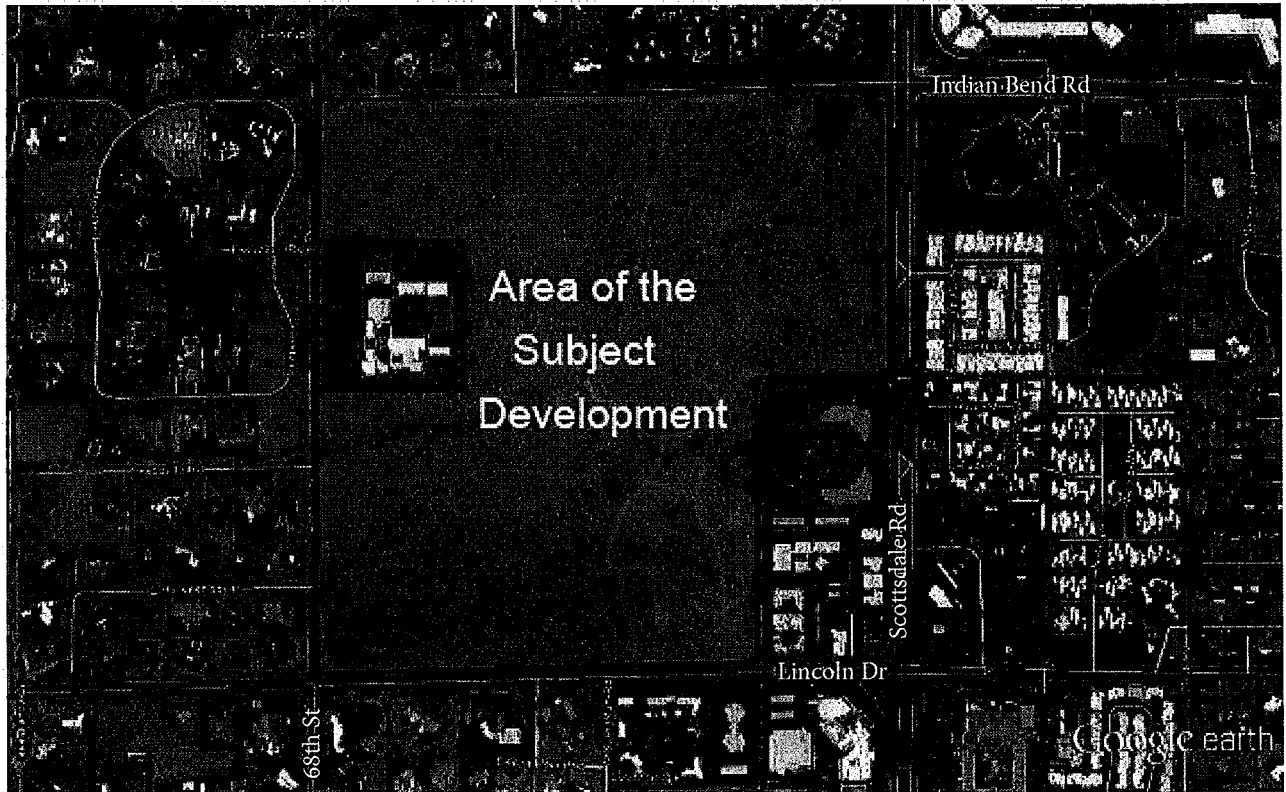 Indian Bend Rd
Area of the
Subject
Development
Scottsdale Rd
Lincoln Dr
68th St
Google earth